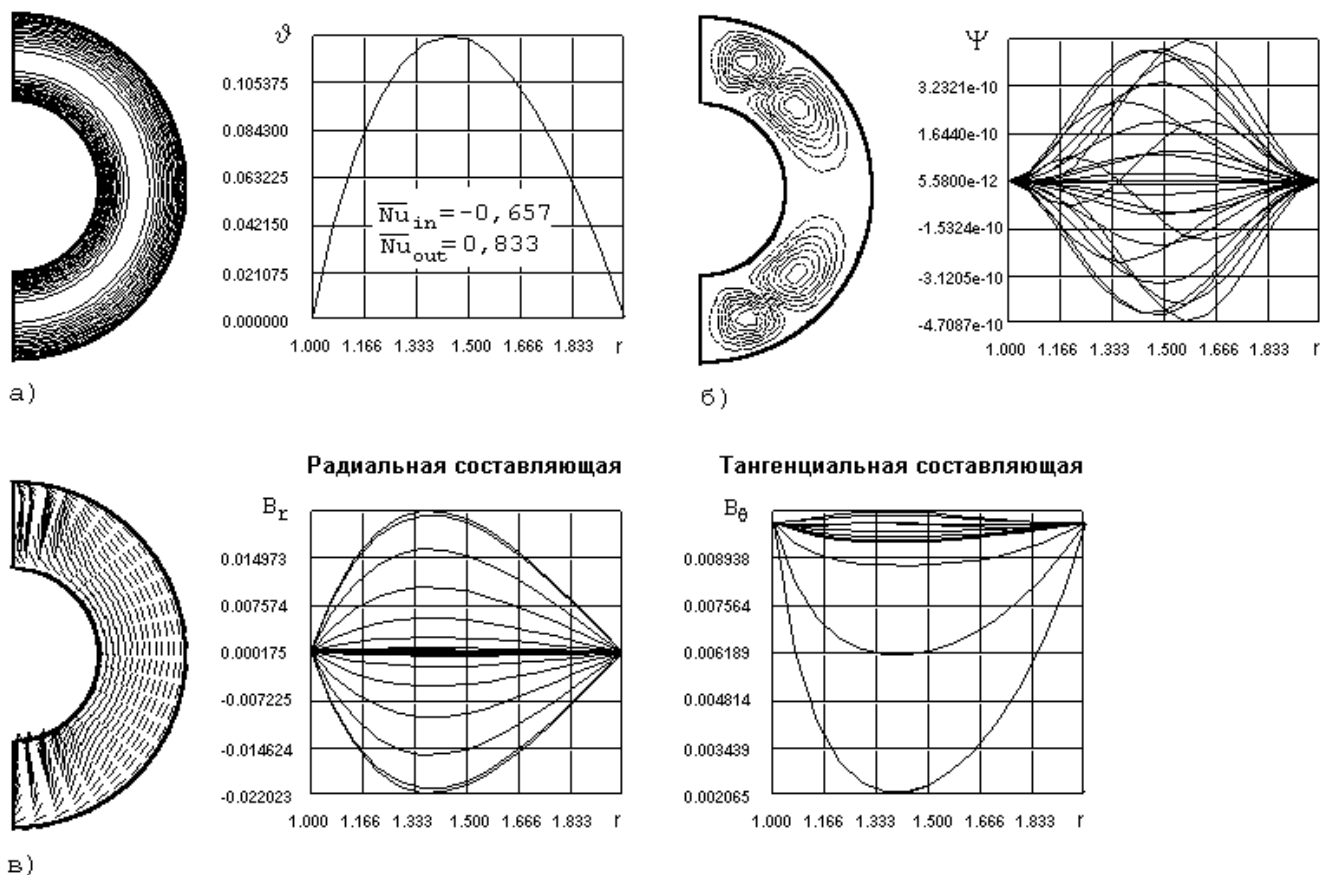 ϑ
0.105375
0.084300
0.063225
0.042150
0.021075
0.000000
N̅u̅in=-0,657
N̅u̅out=0,833
1.000 1.166 1.333 1.500 1.666 1.833 r
а)
Ψ
3.2321e-10
1.6440e-10
5.5800e-12
-1.5324e-10
-3.1205e-10
-4.7087e-10
1.000 1.166 1.333 1.500 1.666 1.833 r
б)
Радиальная составляющая
Br
0.014973
0.007574
0.000175
-0.007225
-0.014624
-0.022023
1.000 1.166 1.333 1.500 1.666 1.833 r
Тангенциальная составляющая
Bθ
0.008938
0.007564
0.006189
0.004814
0.003439
0.002065
1.000 1.166 1.333 1.500 1.666 1.833 r
в)